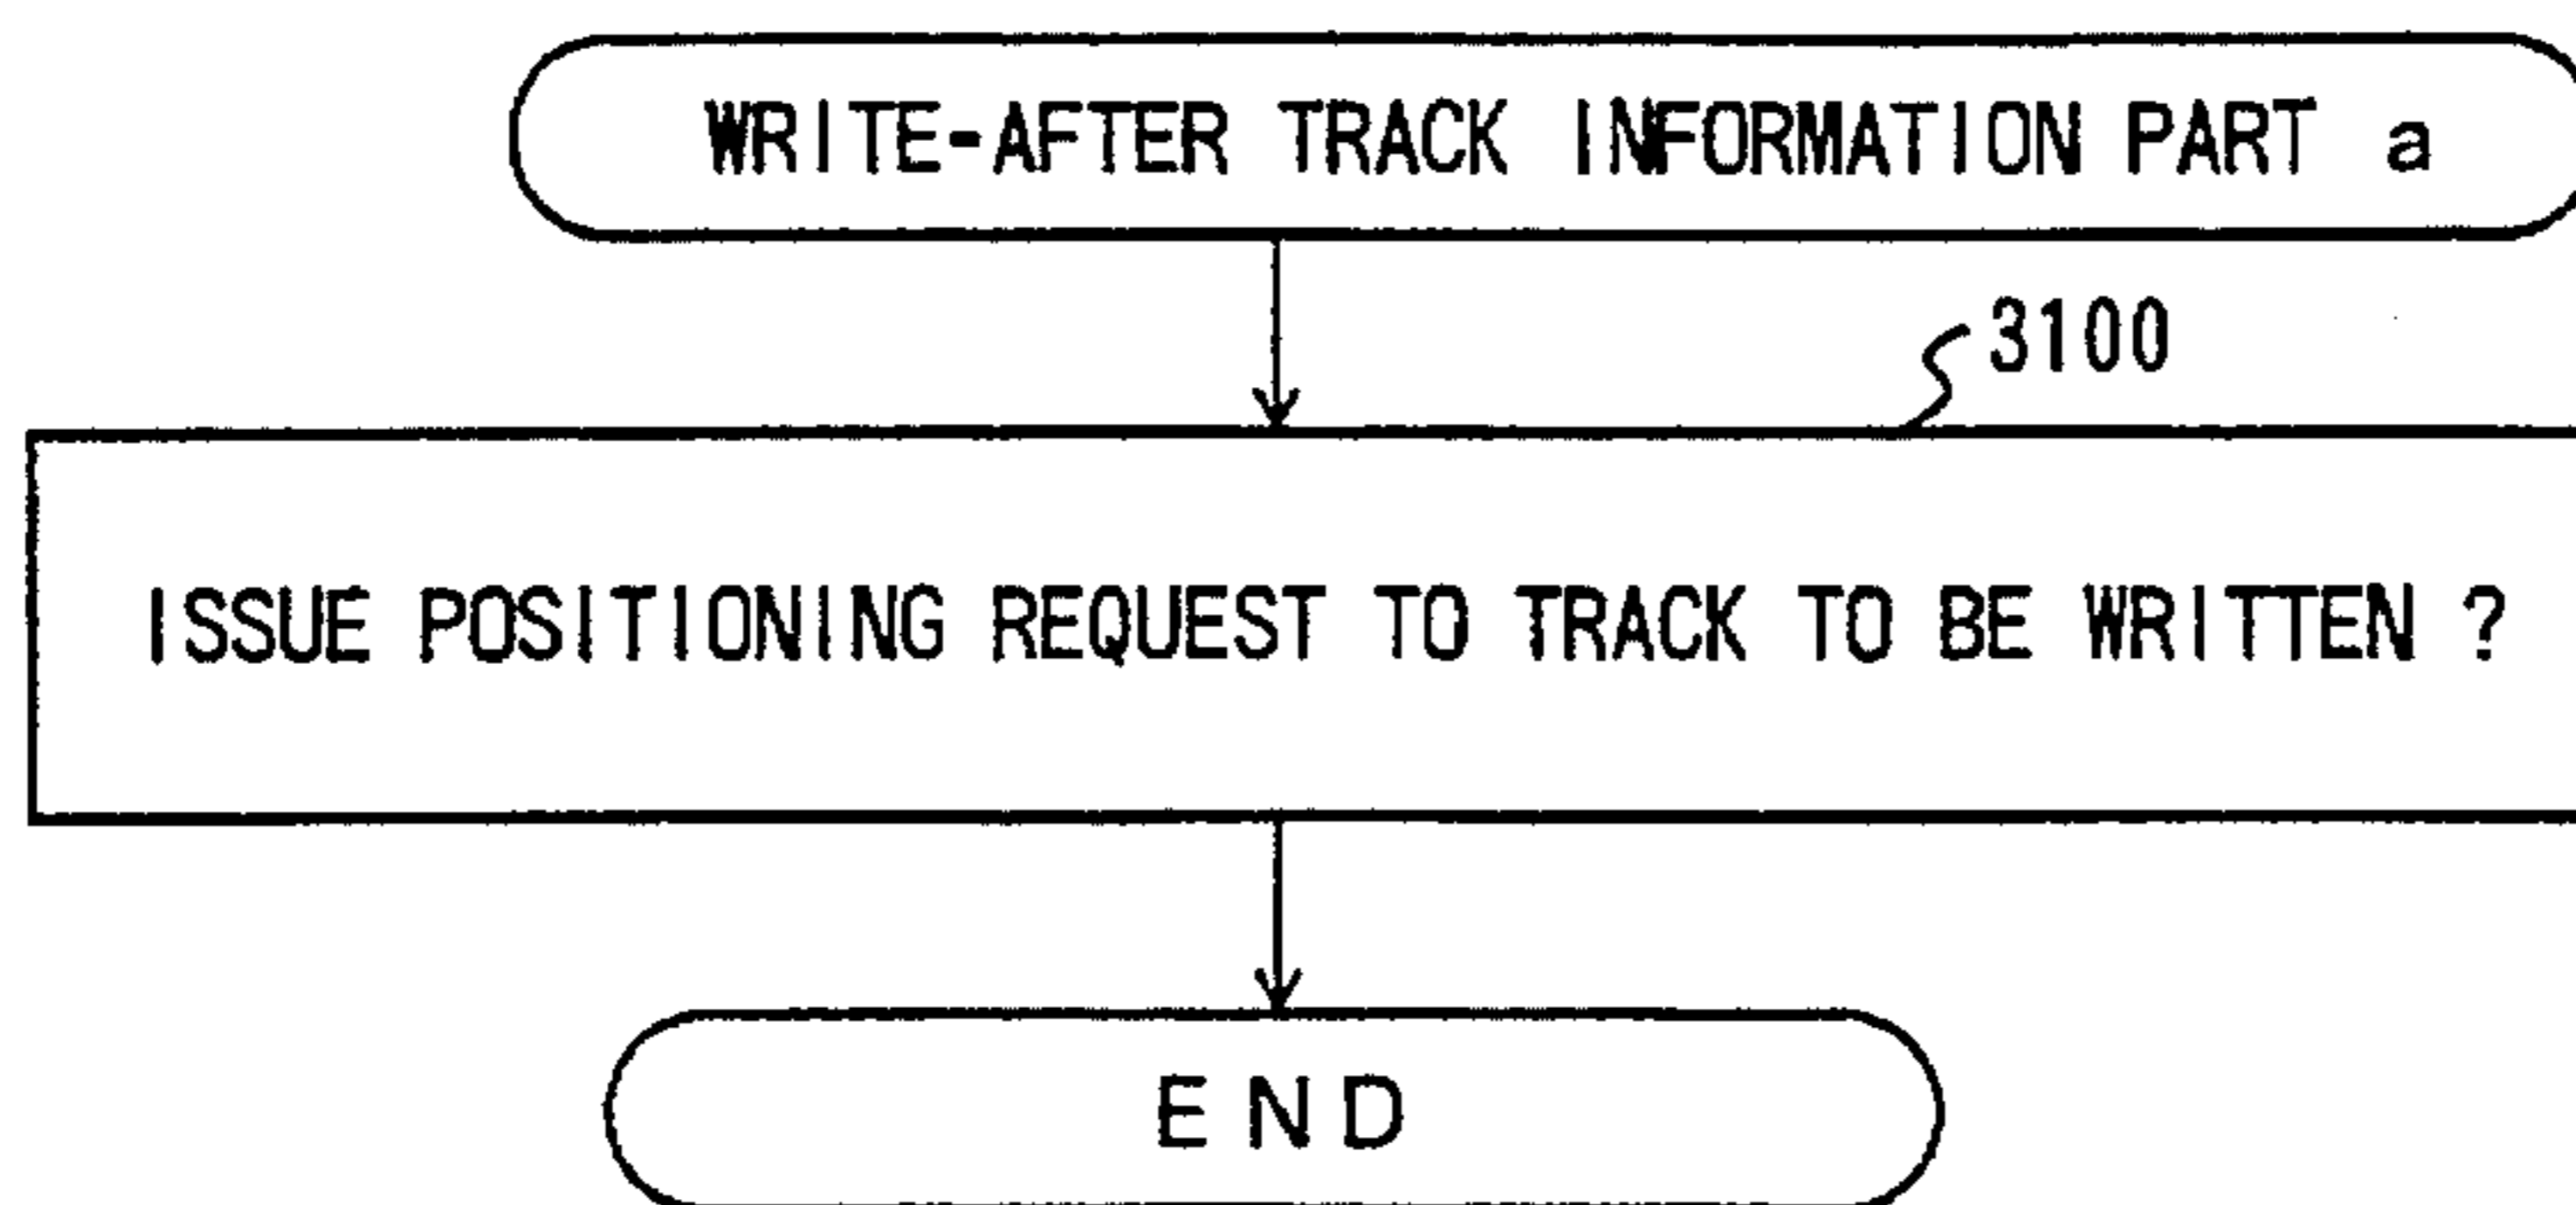 WRITE-AFTER TRACK INFORMATION PART a
3100
ISSUE POSITIONING REQUEST TO TRACK TO BE WRITTEN ?
END